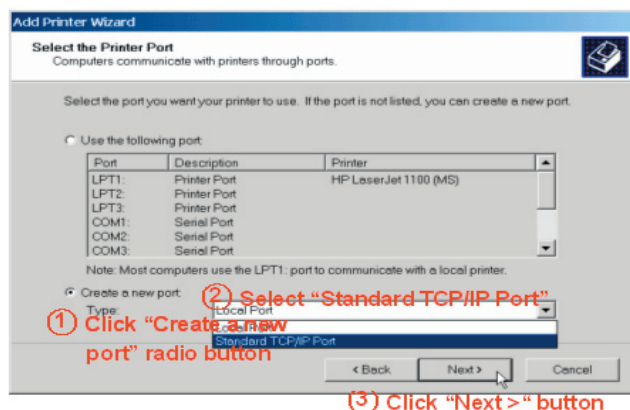 Add Printer Wizard
Select the Printer Port
Computers communicate with printers through ports.
Select the port you want your printer to use. If the port is not listed, you can create a new port.
Use the following port:
Port Description Printer
LPT1: Printer Port HP LaserJet 1100 (MS)
LPT2: Printer Port
LPT3: Printer Port
COM1: Serial Port
COM2: Serial Port
COM3: Serial Port
Note: Most computers use the LPT1: port to communicate with a local printer.
Create a new port:
② Select “Standard TCP/IP Port”
Type: Local Port
① Click “Create a new
port” radio button
Local Port
Standard TCP/IP Port
< Back Next > Cancel
(3) Click “Next >“ button